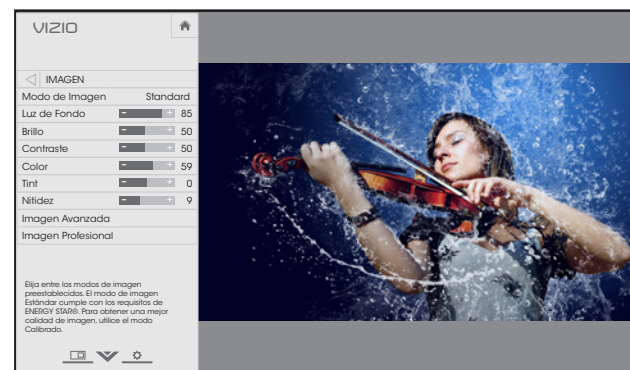 VIZIO
IMAGEN
Modo de Imagen Standard
Luz de Fondo - + 85
Brillo - + 50
Contraste - + 50
Color - + 59
Tint - + 0
Nitidez - + 9
Imagen Avanzada
Imagen Profesional
Elija entre los modos de imagen
preestablecidos. El modo de imagen
Estándar cumple con los requisitos de
ENERGY STAR®. Para obtener una mejor
calidad de imagen, utilice el modo
Calibrado.